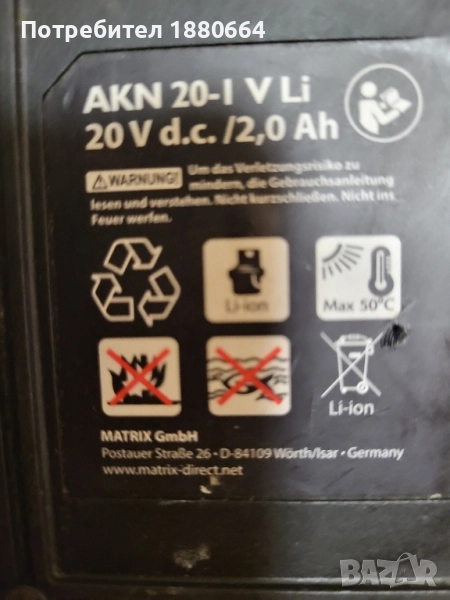 Потребител 1880664
AKN 20-I V Li
20 V d.c. /2,0 Ah
WARNUNG! Um das Verletzungsrisiko zu
mindern, die Gebrauchsanleitung
lesen und verstehen. Nicht kurzschließen. Nicht ins
Feuer werfen.
Li-ion
Max 50°C
Li-ion
MATRIX GmbH
Postauer Straße 26 • D-84109 Wörth/Isar • Germany
www.matrix-direct.net
BAZAR